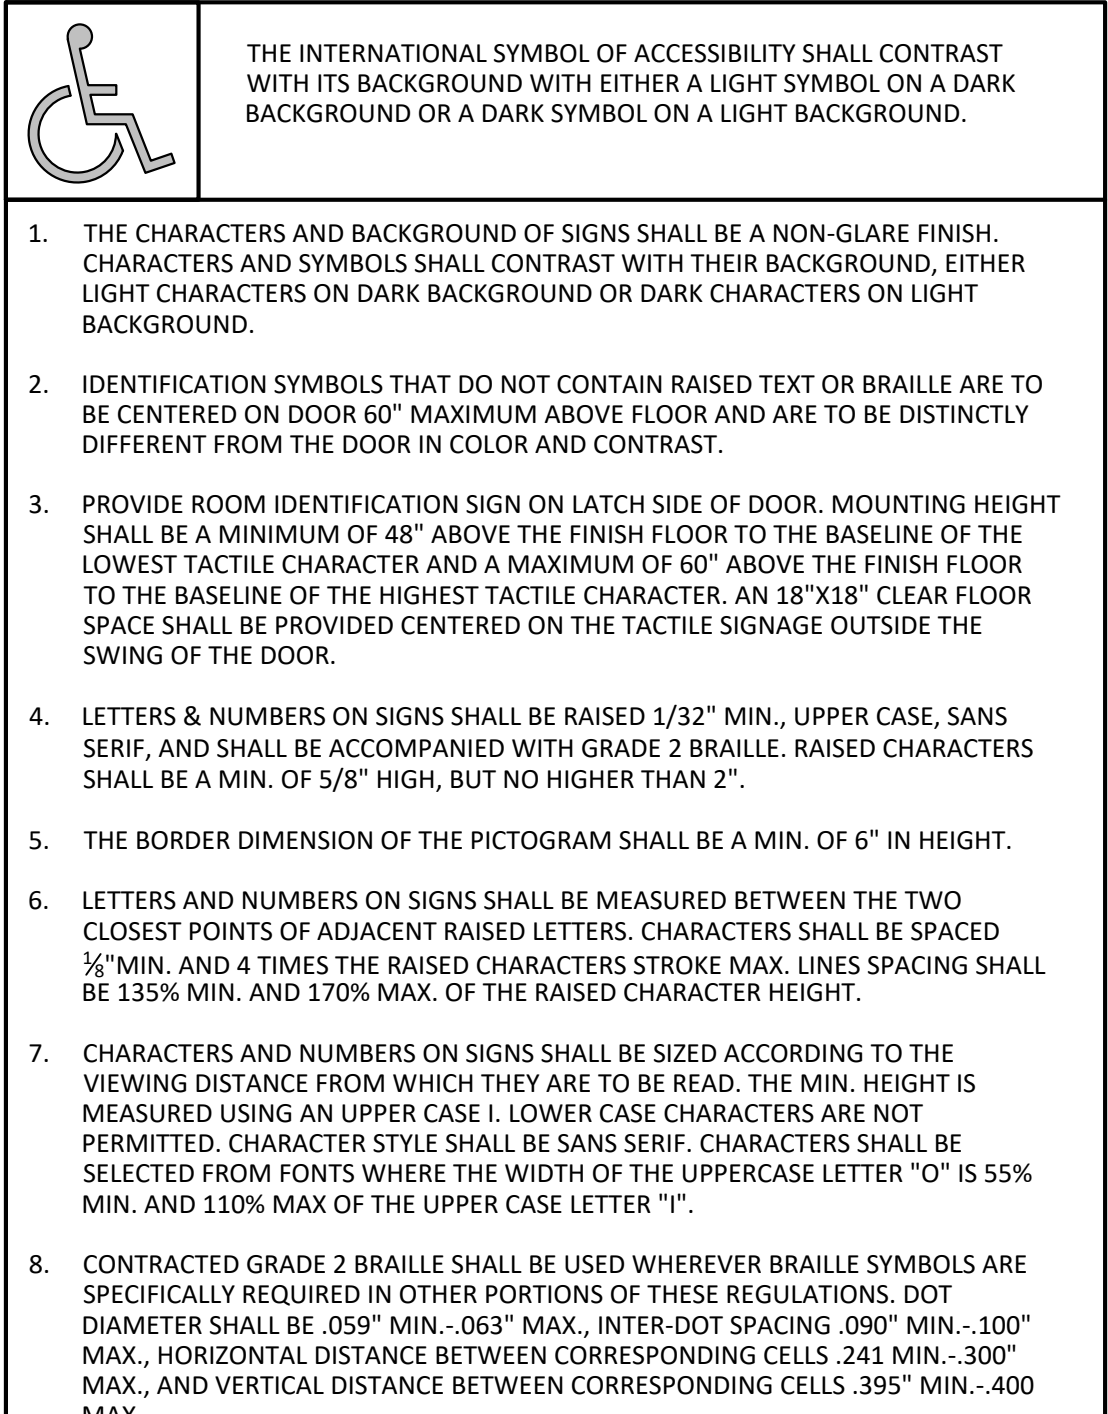 THE INTERNATIONAL SYMBOL OF ACCESSIBILITY SHALL CONTRAST
WITH ITS BACKGROUND WITH EITHER A LIGHT SYMBOL ON A DARK
BACKGROUND OR A DARK SYMBOL ON A LIGHT BACKGROUND.
1. THE CHARACTERS AND BACKGROUND OF SIGNS SHALL BE A NON-GLARE FINISH.
CHARACTERS AND SYMBOLS SHALL CONTRAST WITH THEIR BACKGROUND, EITHER
LIGHT CHARACTERS ON DARK BACKGROUND OR DARK CHARACTERS ON LIGHT
BACKGROUND.
2. IDENTIFICATION SYMBOLS THAT DO NOT CONTAIN RAISED TEXT OR BRAILLE ARE TO
BE CENTERED ON DOOR 60" MAXIMUM ABOVE FLOOR AND ARE TO BE DISTINCTLY
DIFFERENT FROM THE DOOR IN COLOR AND CONTRAST.
3. PROVIDE ROOM IDENTIFICATION SIGN ON LATCH SIDE OF DOOR. MOUNTING HEIGHT
SHALL BE A MINIMUM OF 48" ABOVE THE FINISH FLOOR TO THE BASELINE OF THE
LOWEST TACTILE CHARACTER AND A MAXIMUM OF 60" ABOVE THE FINISH FLOOR
TO THE BASELINE OF THE HIGHEST TACTILE CHARACTER. AN 18"X18" CLEAR FLOOR
SPACE SHALL BE PROVIDED CENTERED ON THE TACTILE SIGNAGE OUTSIDE THE
SWING OF THE DOOR.
4. LETTERS & NUMBERS ON SIGNS SHALL BE RAISED 1/32" MIN., UPPER CASE, SANS
SERIF, AND SHALL BE ACCOMPANIED WITH GRADE 2 BRAILLE. RAISED CHARACTERS
SHALL BE A MIN. OF 5/8" HIGH, BUT NO HIGHER THAN 2".
5. THE BORDER DIMENSION OF THE PICTOGRAM SHALL BE A MIN. OF 6" IN HEIGHT.
6. LETTERS AND NUMBERS ON SIGNS SHALL BE MEASURED BETWEEN THE TWO
CLOSEST POINTS OF ADJACENT RAISED LETTERS. CHARACTERS SHALL BE SPACED
⅛"MIN. AND 4 TIMES THE RAISED CHARACTERS STROKE MAX. LINES SPACING SHALL
BE 135% MIN. AND 170% MAX. OF THE RAISED CHARACTER HEIGHT.
7. CHARACTERS AND NUMBERS ON SIGNS SHALL BE SIZED ACCORDING TO THE
VIEWING DISTANCE FROM WHICH THEY ARE TO BE READ. THE MIN. HEIGHT IS
MEASURED USING AN UPPER CASE I. LOWER CASE CHARACTERS ARE NOT
PERMITTED. CHARACTER STYLE SHALL BE SANS SERIF. CHARACTERS SHALL BE
SELECTED FROM FONTS WHERE THE WIDTH OF THE UPPERCASE LETTER "O" IS 55%
MIN. AND 110% MAX OF THE UPPER CASE LETTER "I".
8. CONTRACTED GRADE 2 BRAILLE SHALL BE USED WHEREVER BRAILLE SYMBOLS ARE
SPECIFICALLY REQUIRED IN OTHER PORTIONS OF THESE REGULATIONS. DOT
DIAMETER SHALL BE .059" MIN.-.063" MAX., INTER-DOT SPACING .090" MIN.-.100"
MAX., HORIZONTAL DISTANCE BETWEEN CORRESPONDING CELLS .241 MIN.-.300"
MAX., AND VERTICAL DISTANCE BETWEEN CORRESPONDING CELLS .395" MIN.-.400